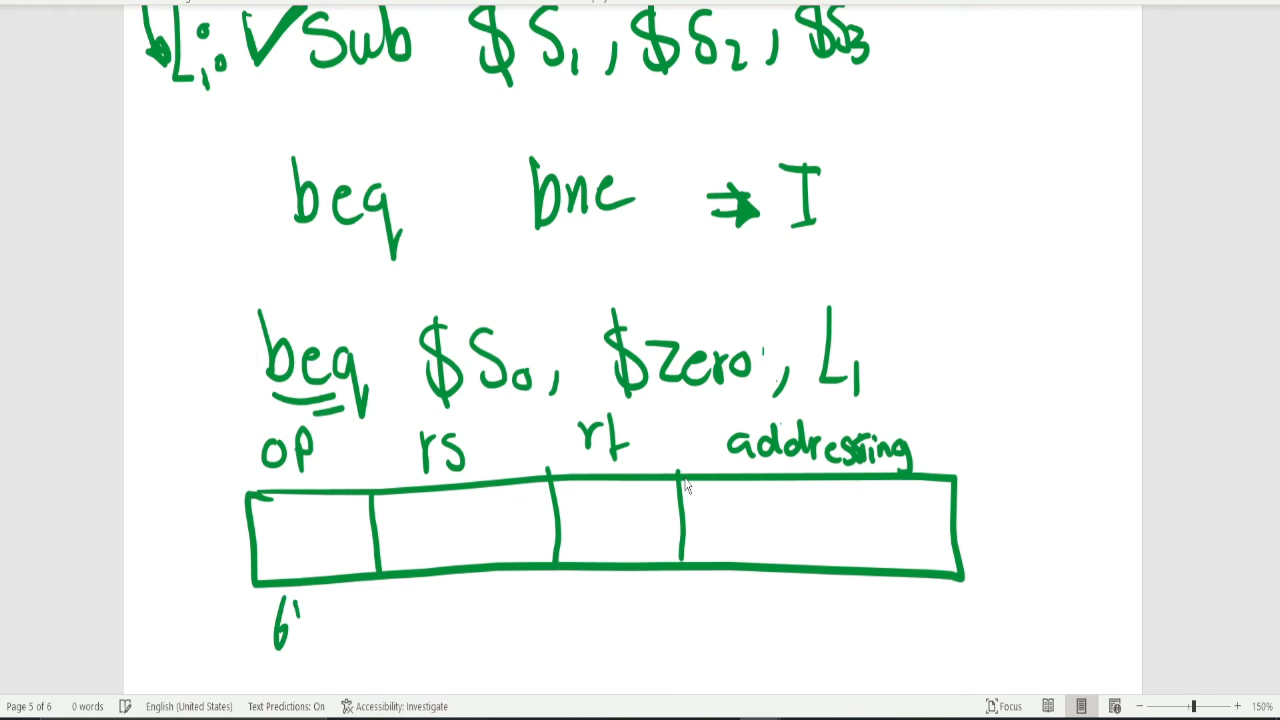 L1: ✓ Sub $S1, $S2, $S3
beq bne ⇒ I
beq $S0, $zero, L1
op rs rt addressing
6
Page 5 of 6 0 words English (United States) Text Predictions: On Accessibility: Investigate Focus 150%